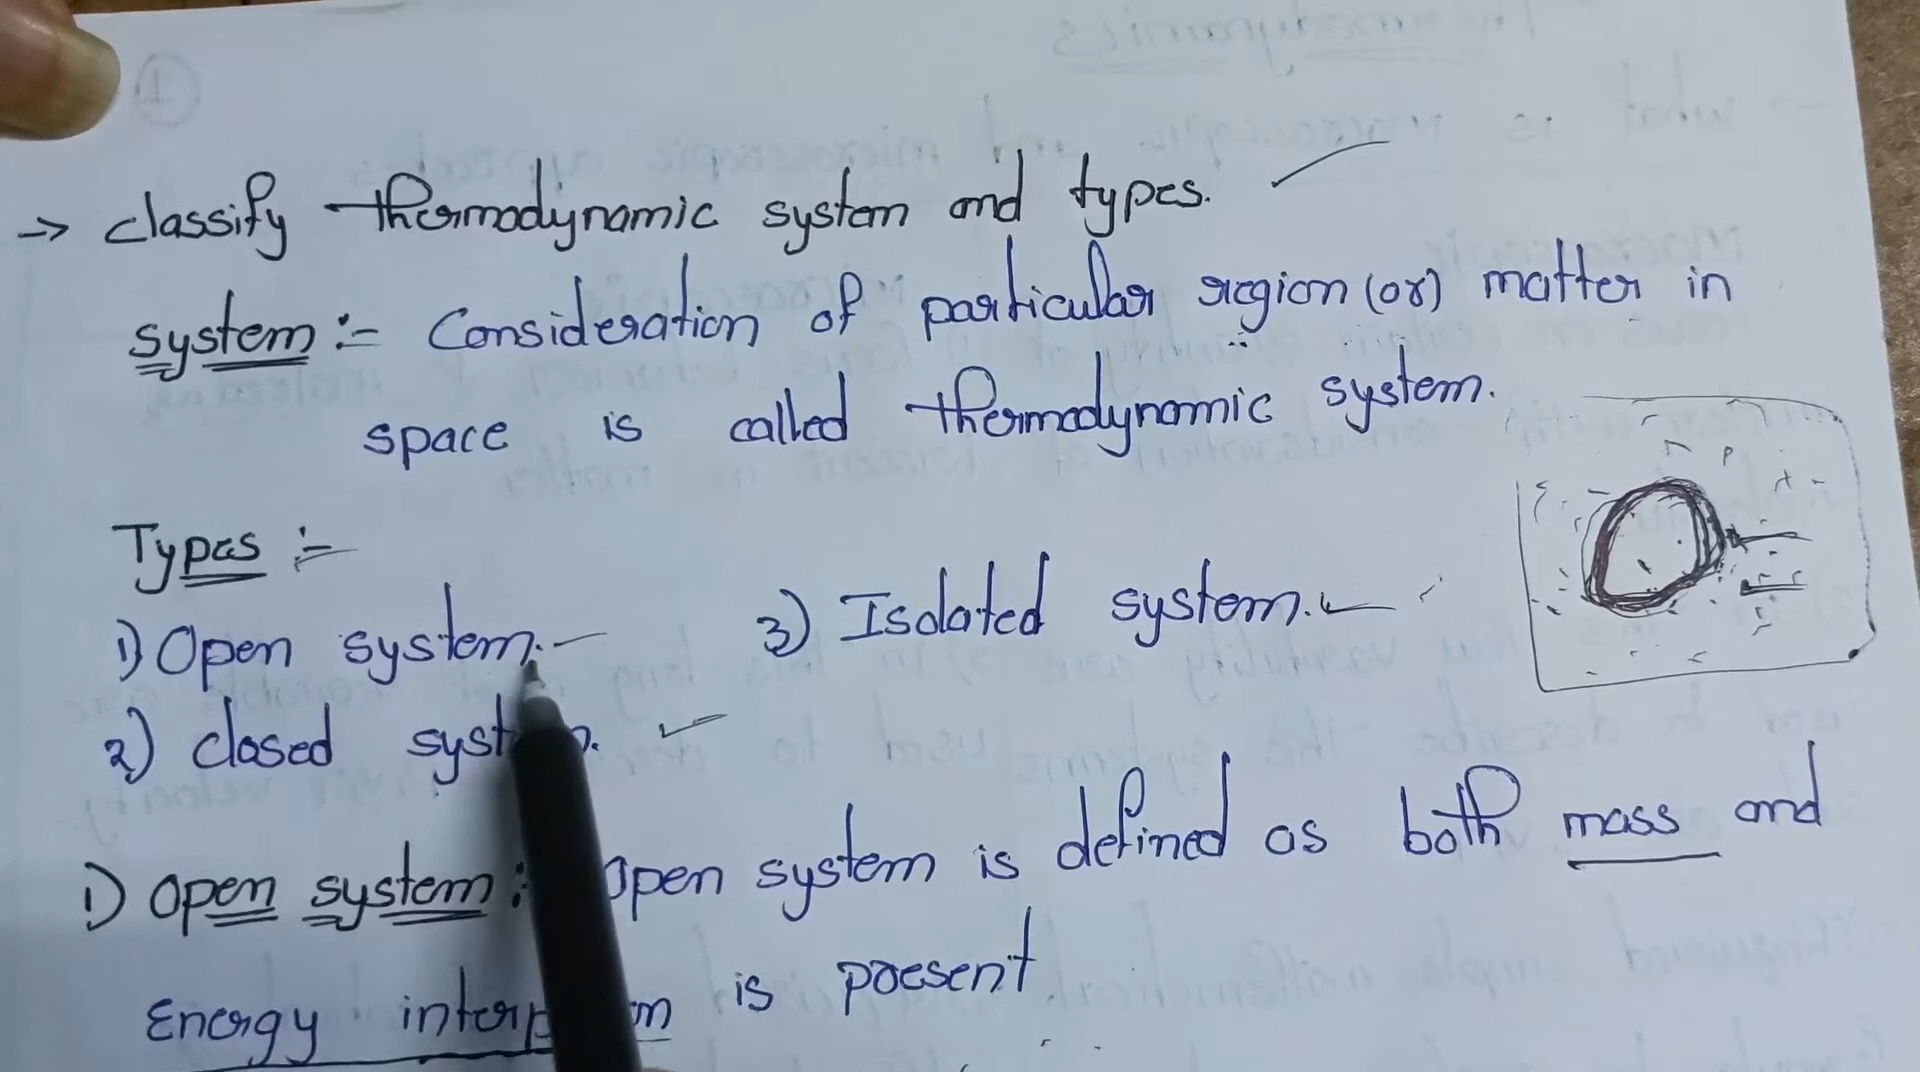 → classify thermodynamic system and types.
system :- Consideration of particular region (or) matter in
space is called thermodynamic system.
Types :-
1) Open system.
3) Isolated system.
2) closed
1) Open system : Open system is defined as both mass and
Energy is present